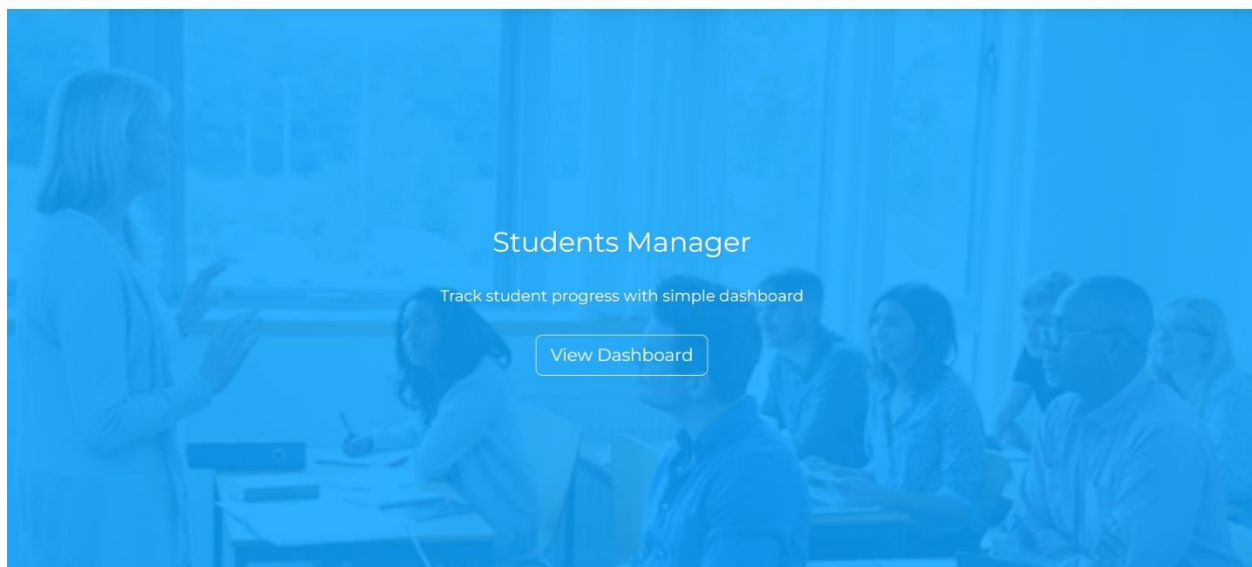 Students Manager
Track student progress with simple dashboard
View Dashboard